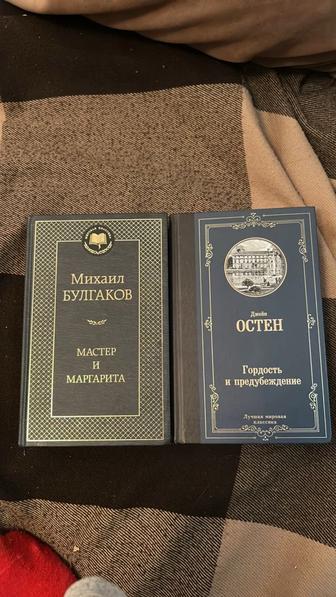 Михаил
БУЛГАКОВ
МАСТЕР
И
МАРГАРИТА
Джейн
ОСТЕН
Гордость
и предубеждение
Лучшая мировая
классика